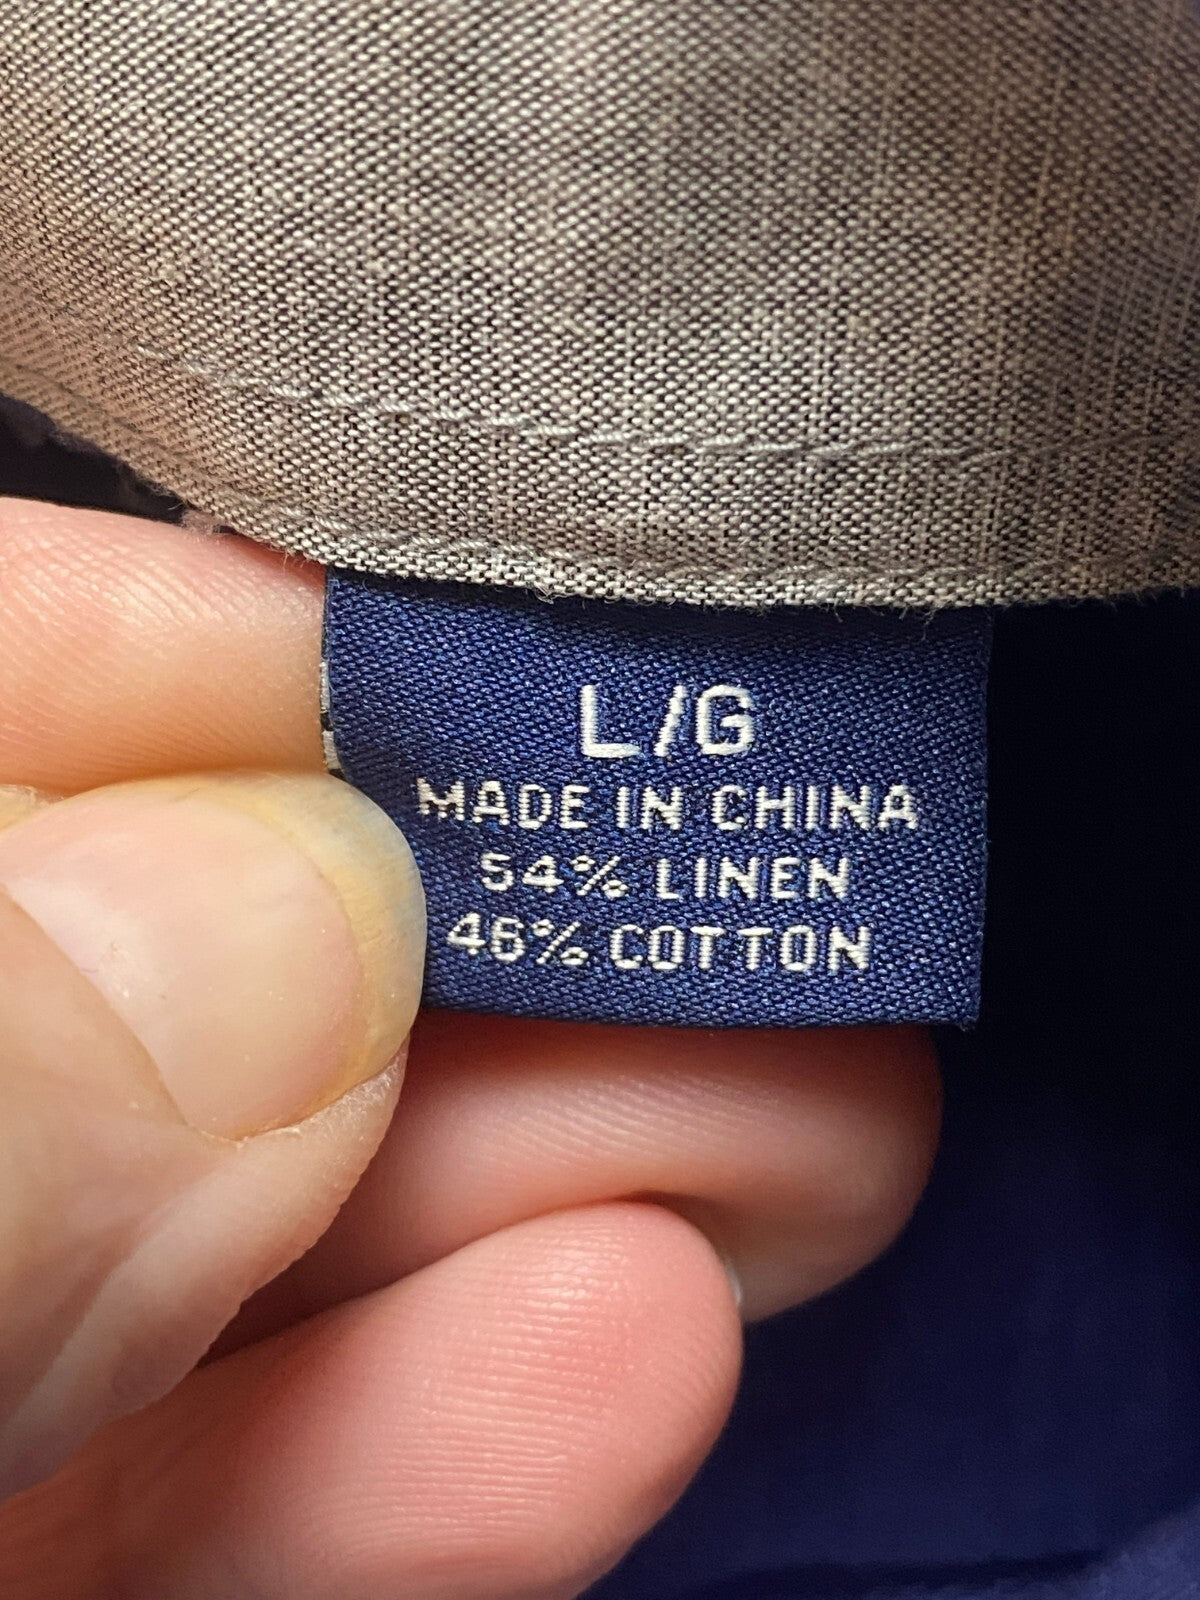 L/G
MADE IN CHINA
54% LINEN
46% COTTON